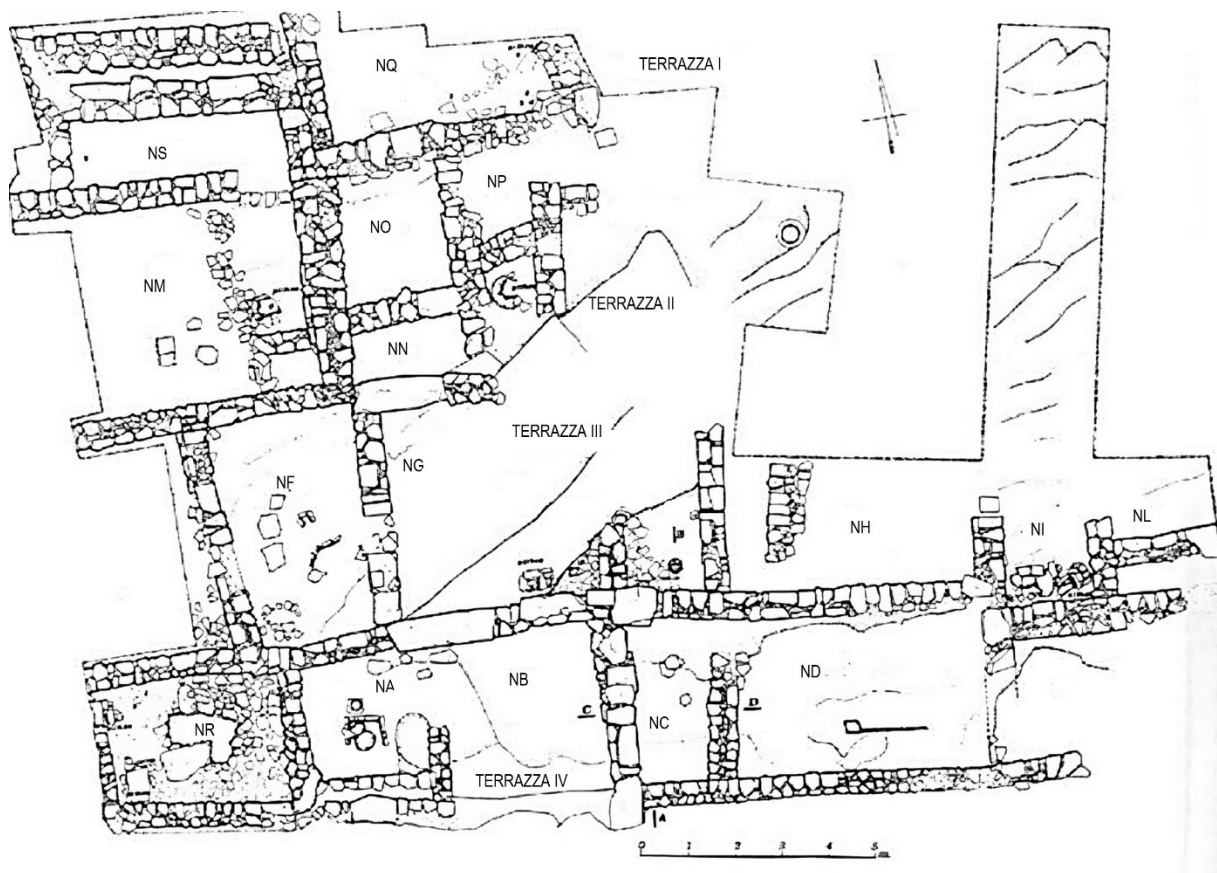 NQ
TERRAZZA I
NS
NP
NO
NM
TERRAZZA II
NN
TERRAZZA III
NG
NF
NH
NI
NL
NA
NB
NC
ND
NR
C
D
TERRAZZA IV
A
0 1 2 3 4 5